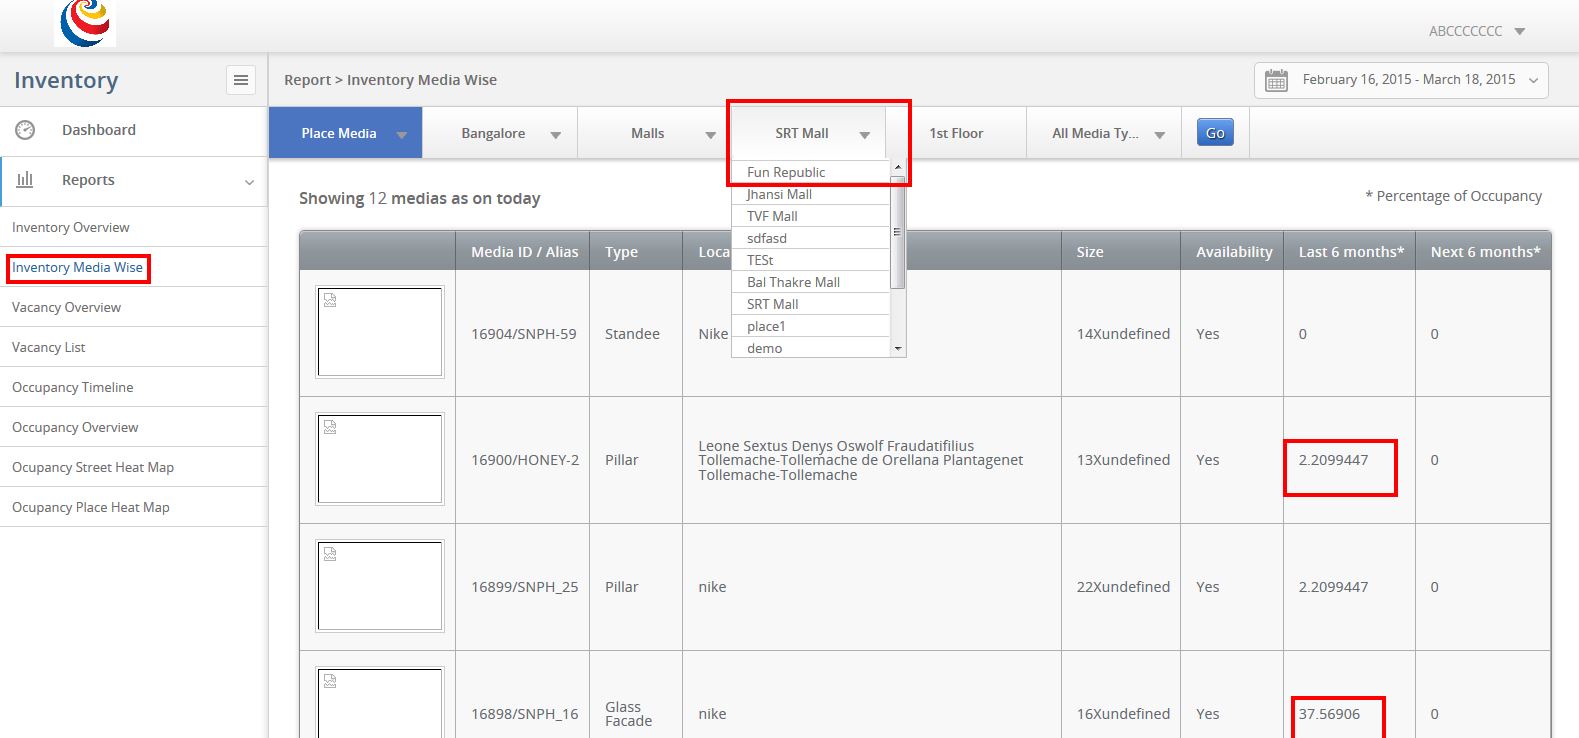 ABCCCCCCC
Inventory
Report > Inventory Media Wise
February 16, 2015 - March 18, 2015
Dashboard
Reports
Inventory Overview
Inventory Media Wise
Vacancy Overview
Vacancy List
Occupancy Timeline
Occupancy Overview
Ocupancy Street Heat Map
Ocupancy Place Heat Map
Place Media
Bangalore
Malls
SRT Mall
1st Floor
All Media Ty...
Go
Fun Republic
Jhansi Mall
TVF Mall
sdfasd
TESt
Bal Thakre Mall
SRT Mall
place1
demo
Showing 12 medias as on today
* Percentage of Occupancy
Media ID / Alias Type Size Availability Last 6 months* Next 6 months*
16904/SNPH-59 Standee Nike 14Xundefined Yes 0 0
16900/HONEY-2 Pillar
Leone Sextus Denys Oswolf Fraudatifilius
Tollemache-Tollemache de Orellana Plantagenet
Tollemache-Tollemache
13Xundefined Yes 2.2099447 0
16899/SNPH_25 Pillar nike 22Xundefined Yes 2.2099447 0
16898/SNPH_16
Glass
Facade
nike 16Xundefined Yes 37.56906 0